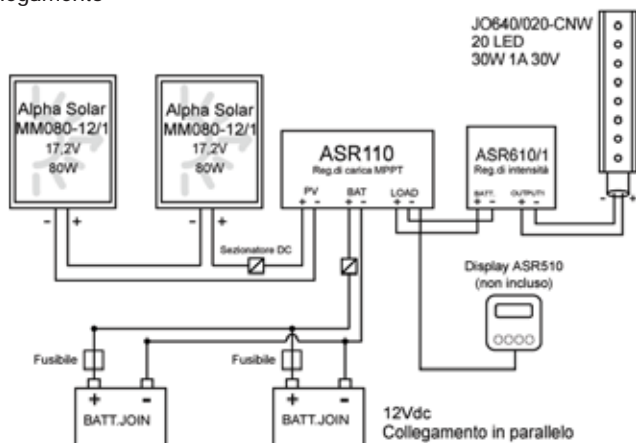 JO640/020-CNW
20 LED
30W 1A 30V
Alpha Solar
MM080-12/1
17,2V
80W
Alpha Solar
MM080-12/1
17,2V
80W
ASR110
Reg.di carica MPPT
PV BAT LOAD
+ - + - + -
ASR610/1
Reg.di intensità
BATT. OUTPUT1
+ - + -
- +
- +
- +
Sezionatore DC
Display ASR510
(non incluso)
Fusibile
Fusibile
+ -
BATT.JOIN
+ -
BATT.JOIN
12Vdc
Collegamento in parallelo